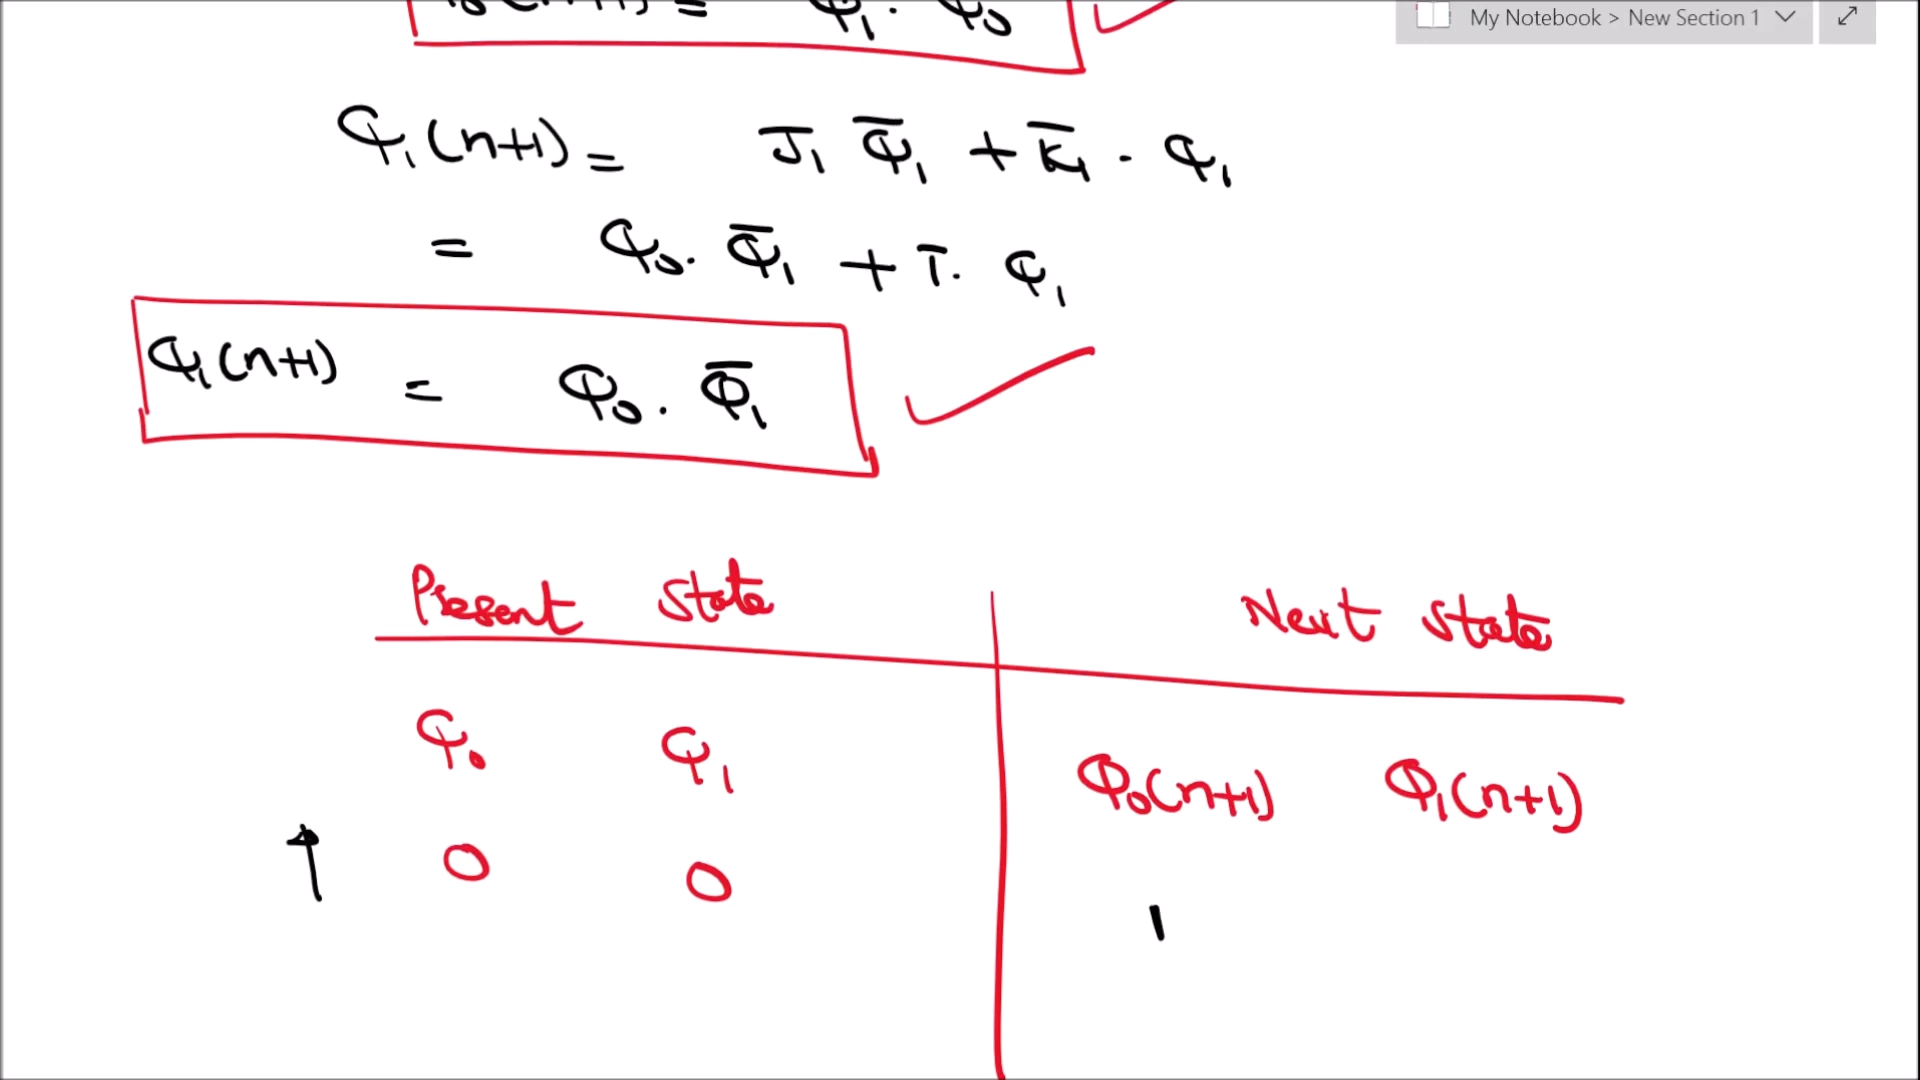 My Notebook > New Section 1
Q₁(n+1) = J₁ Q̅₁ + K̅₁ · Q₁
= Q₀ · Q̅₁ + 1̅ · Q₁
Q₁(n+1) = Q₀ · Q̅₁
Present State Next State
Q₀ Q₁ Q₀(n+1) Q₁(n+1)
↑ 0 0 1